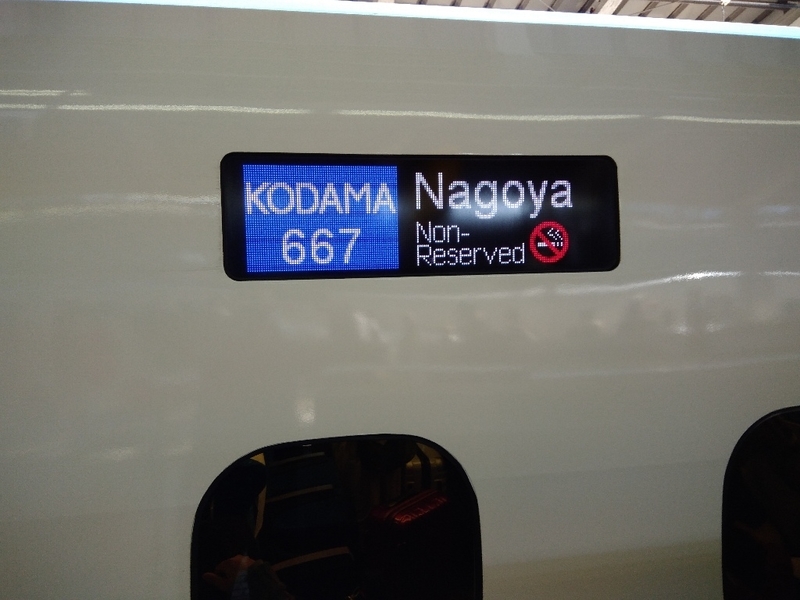 KODAMA
667
Nagoya
Non-
Reserved